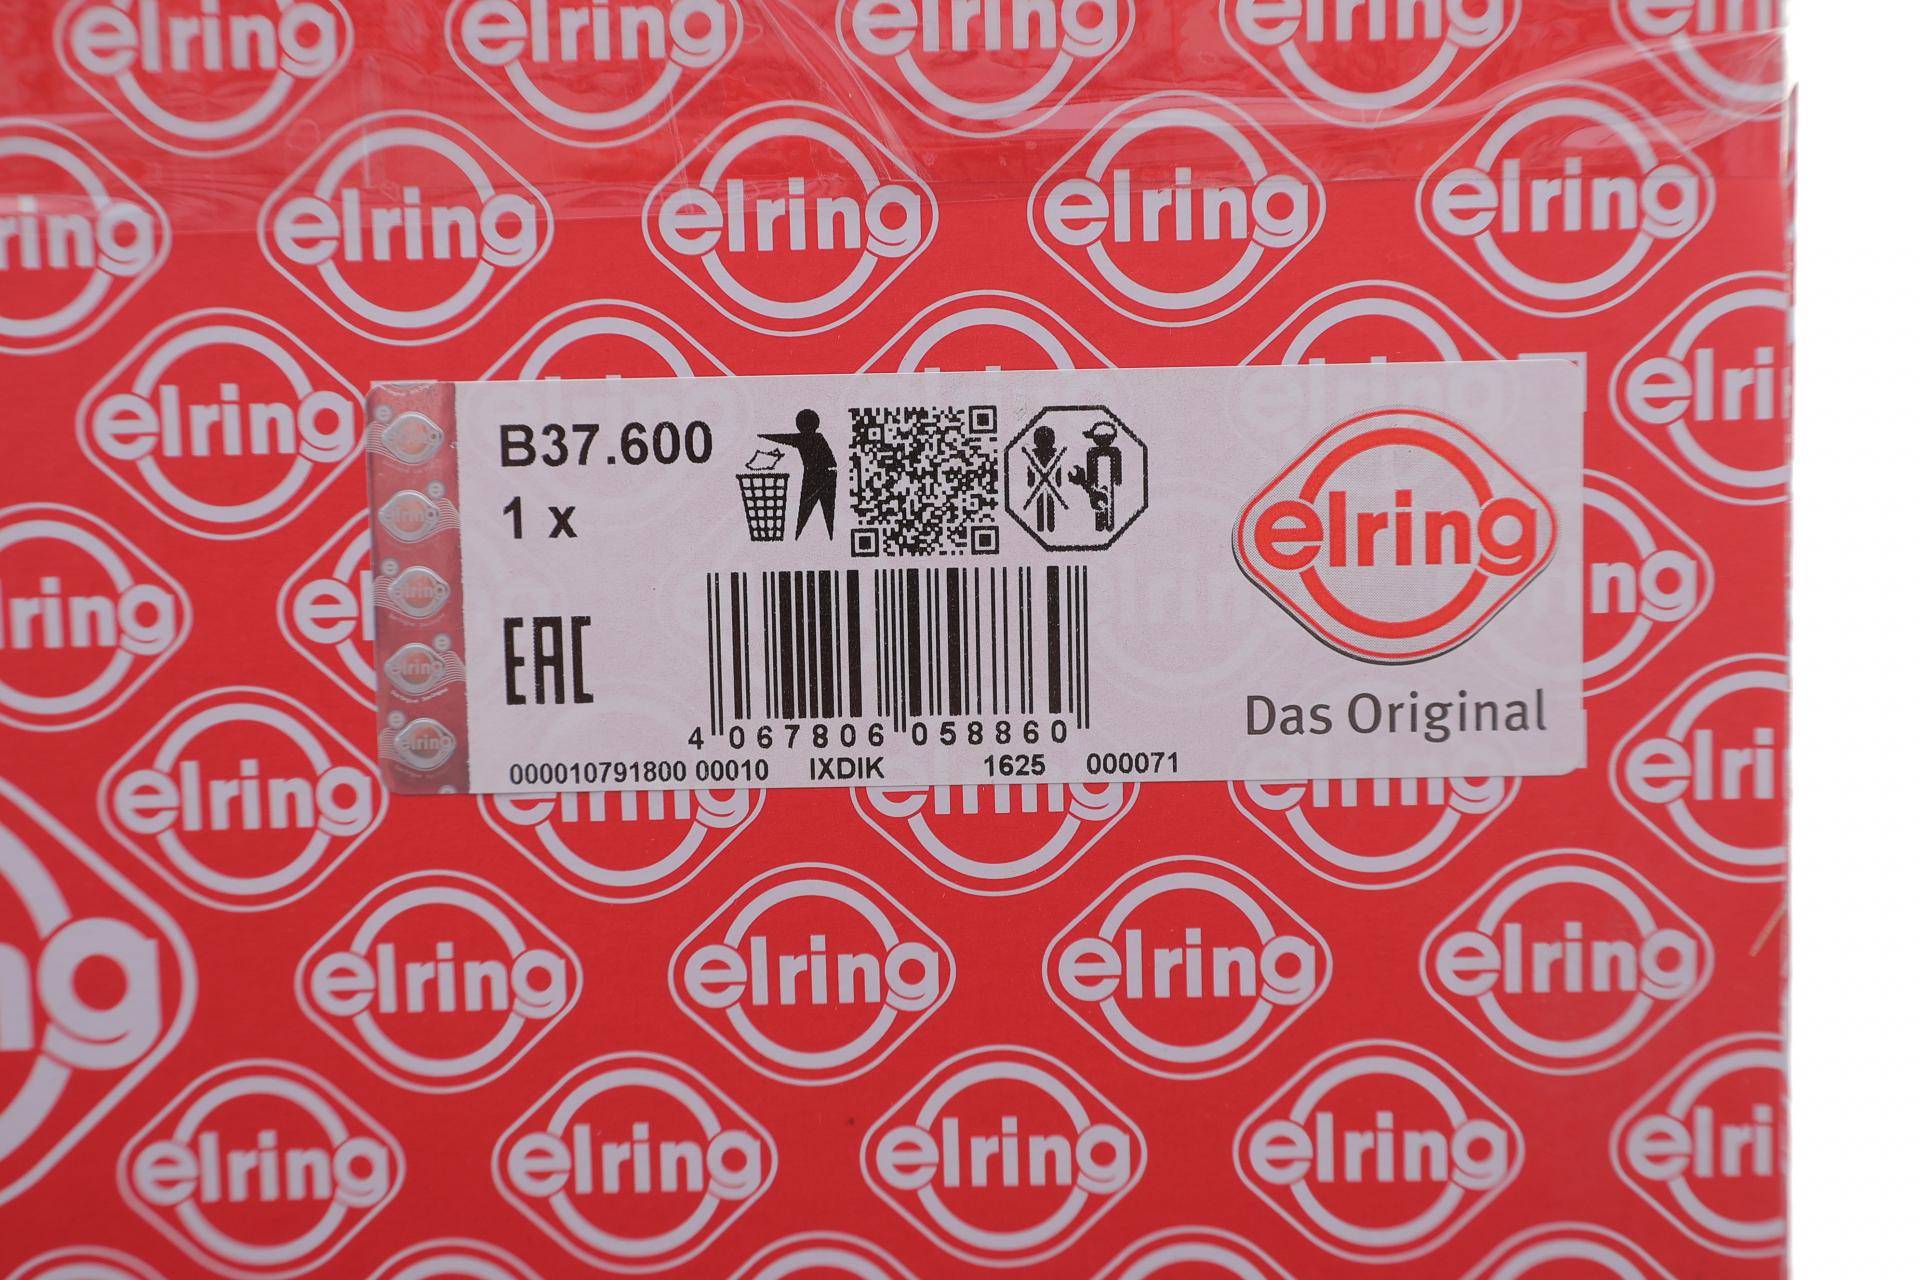 B37.600
1 x
EAC
4 067806 058860
000010791800 00010 IXDIK 1625 000071
elring
Das Original